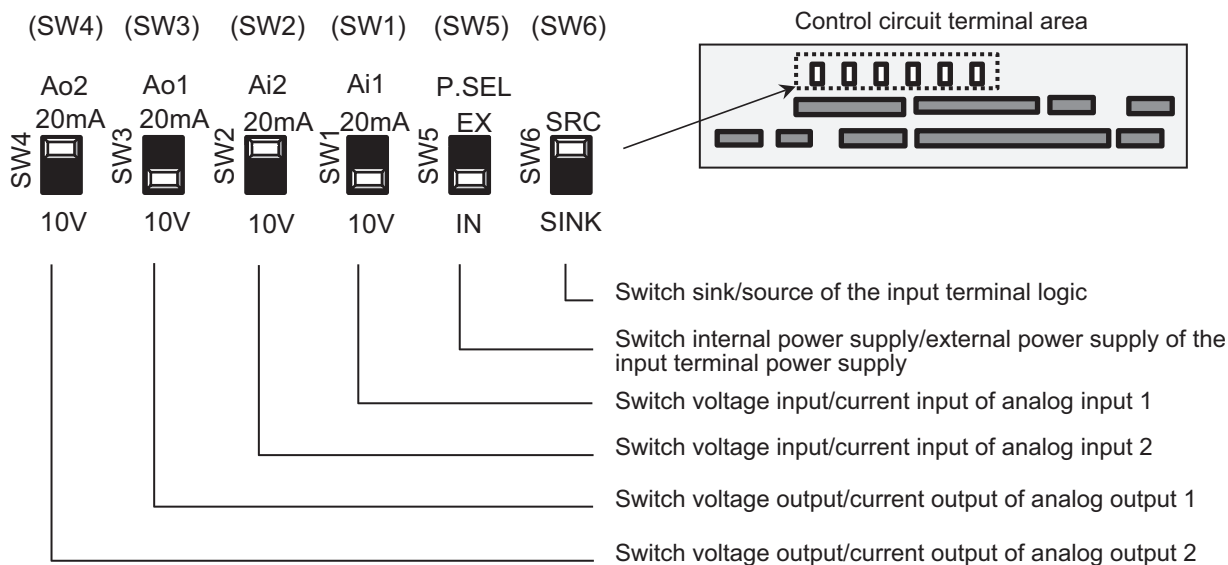 (SW4) (SW3) (SW2) (SW1) (SW5) (SW6)
Control circuit terminal area
Ao2 Ao1 Ai2 Ai1 P.SEL
20mA 20mA 20mA 20mA EX SRC
SW4 SW3 SW2 SW1 SW5 SW6
10V 10V 10V 10V IN SINK
Switch sink/source of the input terminal logic
Switch internal power supply/external power supply of the
input terminal power supply
Switch voltage input/current input of analog input 1
Switch voltage input/current input of analog input 2
Switch voltage output/current output of analog output 1
Switch voltage output/current output of analog output 2